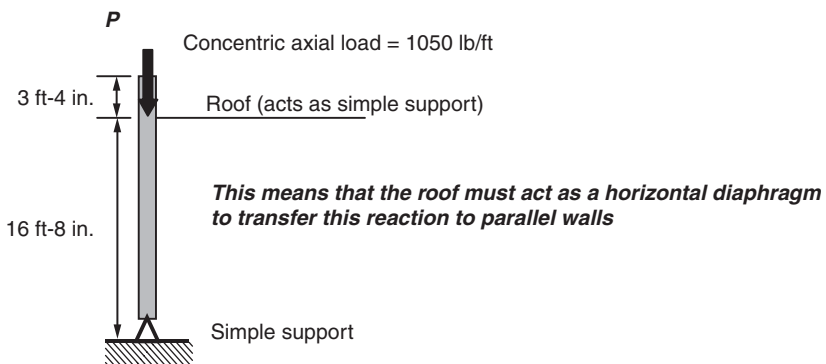 P
Concentric axial load = 1050 lb/ft
3 ft-4 in.
Roof (acts as simple support)
This means that the roof must act as a horizontal diaphragm
to transfer this reaction to parallel walls
16 ft-8 in.
Simple support